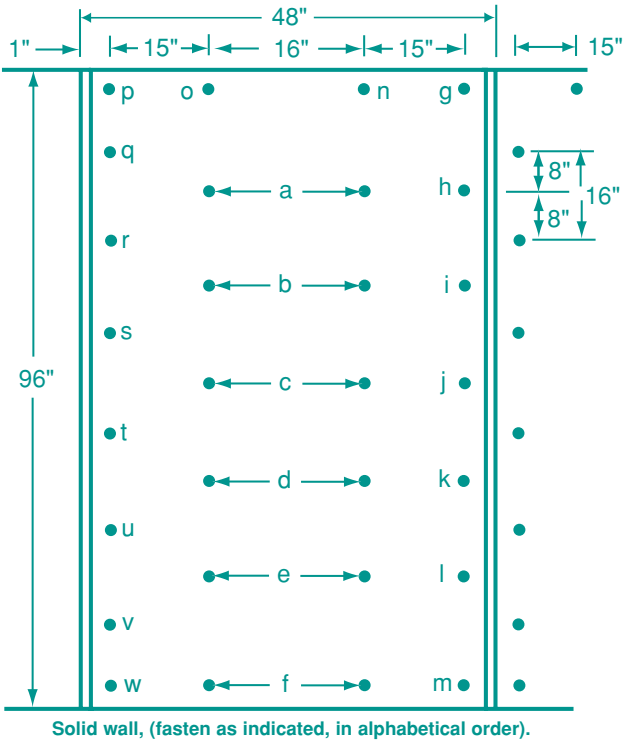 48"
1" 15" 16" 15" 15"
p o n g
q
8"
a h 16"
8"
r
b i
s
96" c j
t
d k
u
e l
v
w f m
Solid wall, (fasten as indicated, in alphabetical order).